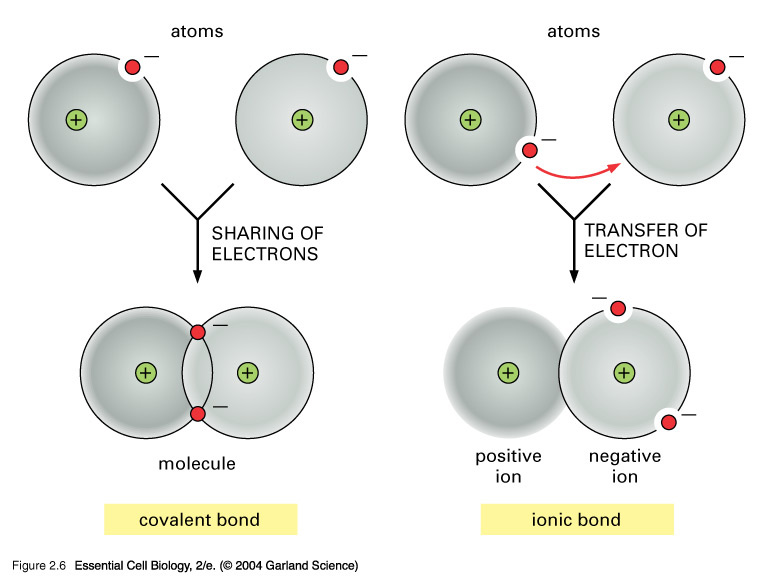 atoms
atoms
SHARING OF
ELECTRONS
TRANSFER OF
ELECTRON
molecule
positive
ion
negative
ion
covalent bond
ionic bond
Figure 2.6 Essential Cell Biology, 2/e. (© 2004 Garland Science)